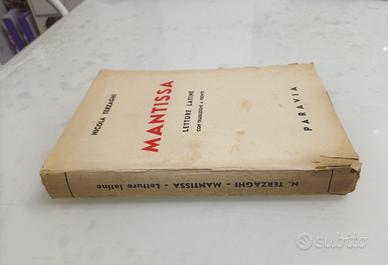 NICOLA TERZAGHI
MANTISSA
LETTURE LATINE
CON TRADUZIONE A FRONTE
PARAVIA
N. TERZAGHI - MANTISSA - Letture latine
subito